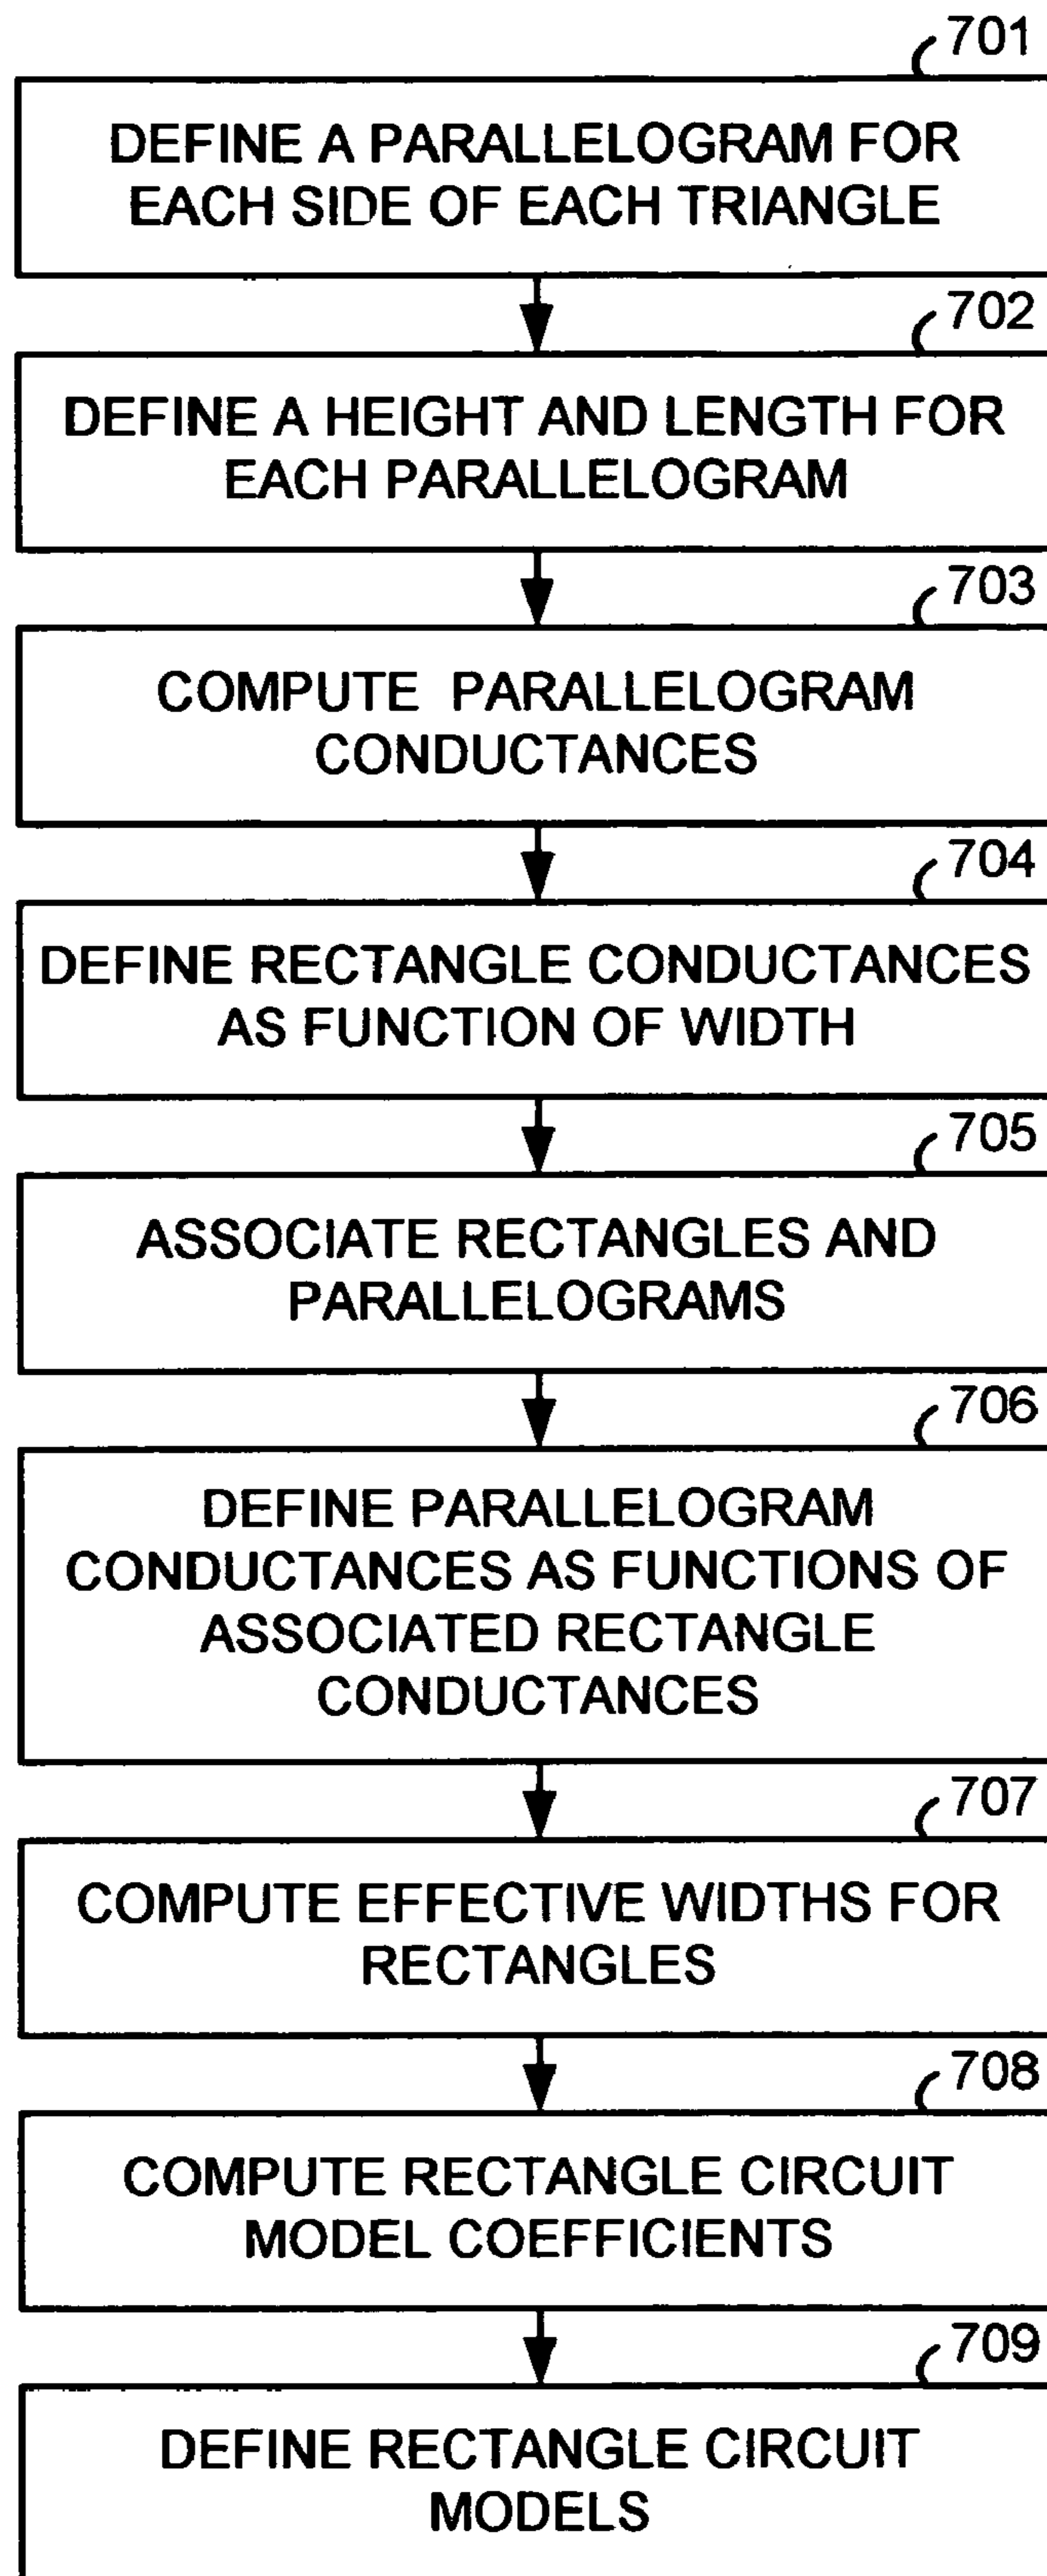 701
DEFINE A PARALLELOGRAM FOR
EACH SIDE OF EACH TRIANGLE
702
DEFINE A HEIGHT AND LENGTH FOR
EACH PARALLELOGRAM
703
COMPUTE PARALLELOGRAM
CONDUCTANCES
704
DEFINE RECTANGLE CONDUCTANCES
AS FUNCTION OF WIDTH
705
ASSOCIATE RECTANGLES AND
PARALLELOGRAMS
706
DEFINE PARALLELOGRAM
CONDUCTANCES AS FUNCTIONS OF
ASSOCIATED RECTANGLE
CONDUCTANCES
707
COMPUTE EFFECTIVE WIDTHS FOR
RECTANGLES
708
COMPUTE RECTANGLE CIRCUIT
MODEL COEFFICIENTS
709
DEFINE RECTANGLE CIRCUIT
MODELS